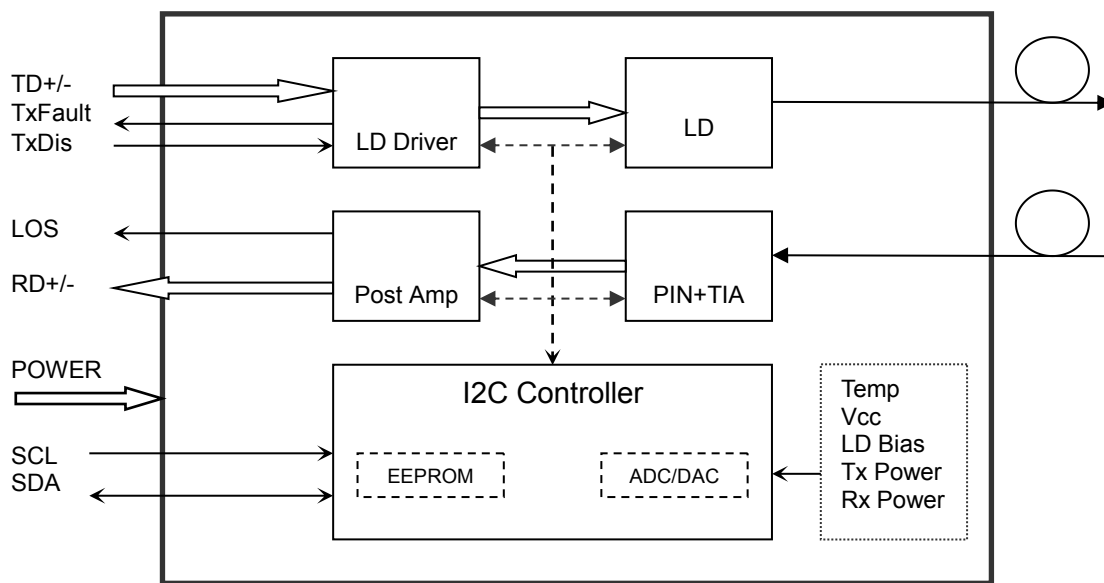 TD+/-
TxFault
TxDis
LD Driver
LD
LOS
RD+/-
Post Amp
PIN+TIA
POWER
SCL
SDA
I2C Controller
EEPROM
ADC/DAC
Temp
Vcc
LD Bias
Tx Power
Rx Power